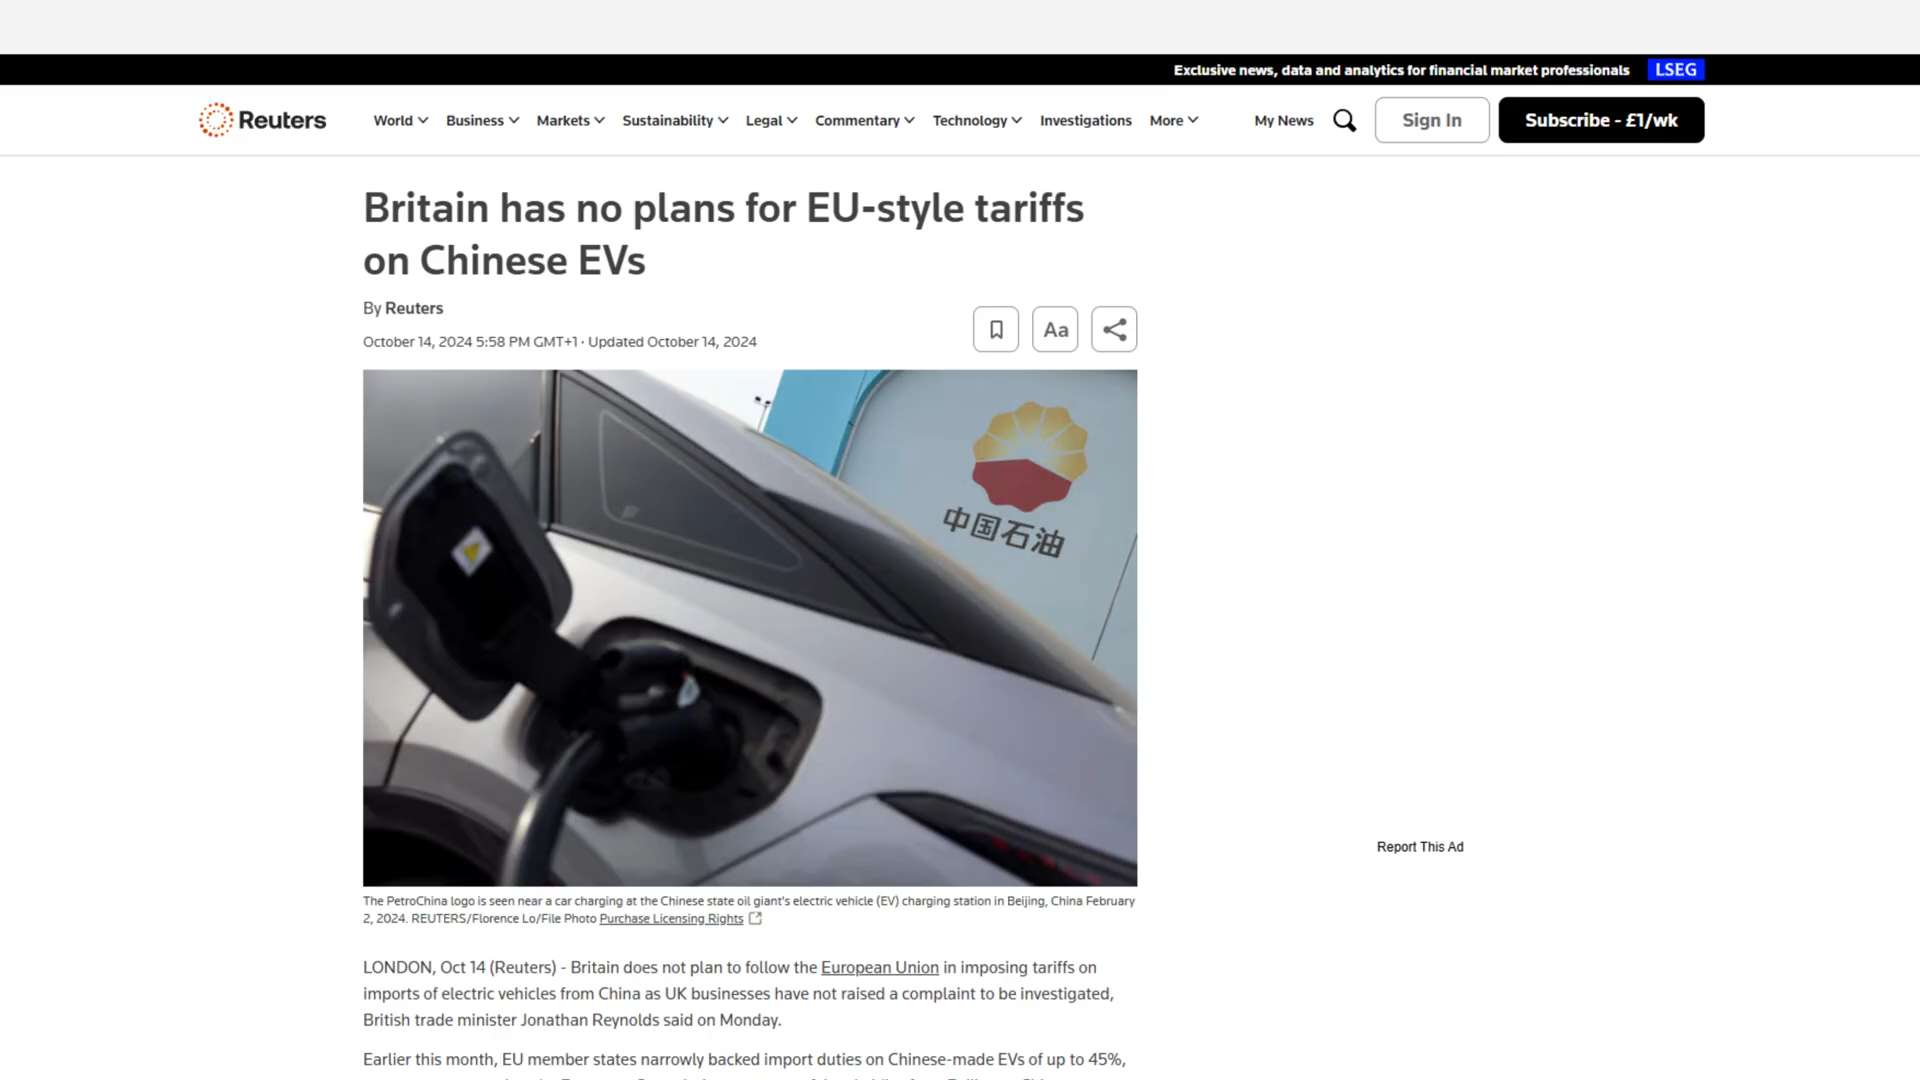 Exclusive news, data and analytics for financial market professionals LSEG
Reuters World Business Markets Sustainability Legal Commentary Technology Investigations More My News Sign In Subscribe - £1/wk
Britain has no plans for EU-style tariffs
on Chinese EVs
By Reuters
October 14, 2024 5:58 PM GMT+1 · Updated October 14, 2024
Aa
中国石油
The PetroChina logo is seen near a car charging at the Chinese state oil giant's electric vehicle (EV) charging station in Beijing, China February
2, 2024. REUTERS/Florence Lo/File Photo Purchase Licensing Rights
Report This Ad
LONDON, Oct 14 (Reuters) - Britain does not plan to follow the European Union in imposing tariffs on
imports of electric vehicles from China as UK businesses have not raised a complaint to be investigated,
British trade minister Jonathan Reynolds said on Monday.
Earlier this month, EU member states narrowly backed import duties on Chinese-made EVs of up to 45%,